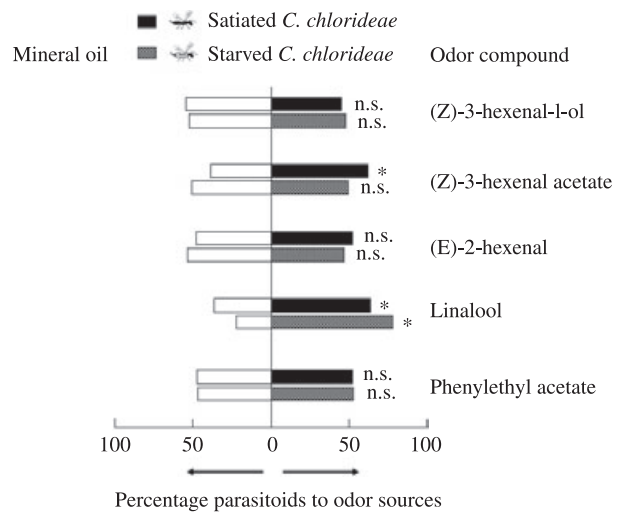 Satiated C. chlorideae
Mineral oil Starved C. chlorideae Odor compound
n.s.
n.s.
(Z)-3-hexenal-l-ol
*
n.s.
(Z)-3-hexenal acetate
n.s.
n.s.
(E)-2-hexenal
*
*
Linalool
n.s.
n.s.
Phenylethyl acetate
100 50 0 50 100
Percentage parasitoids to odor sources